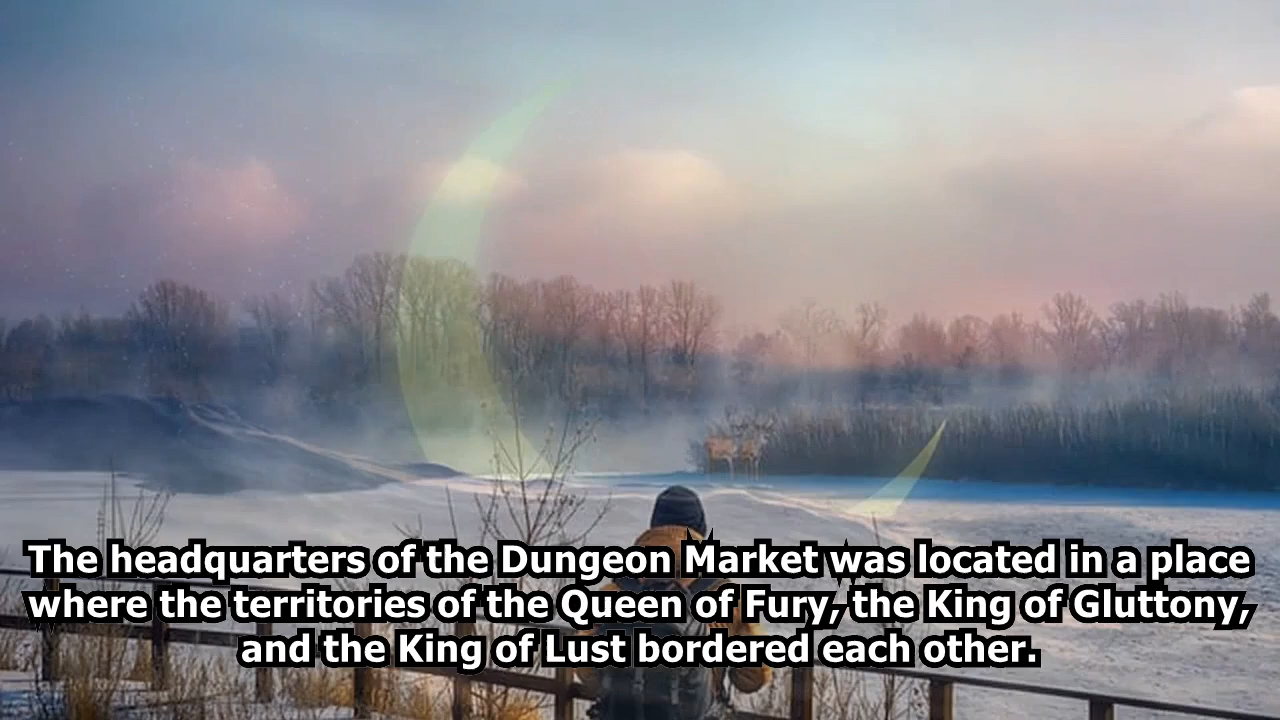 The headquarters of the Dungeon Market was located in a place
where the territories of the Queen of Fury, the King of Gluttony,
and the King of Lust bordered each other.